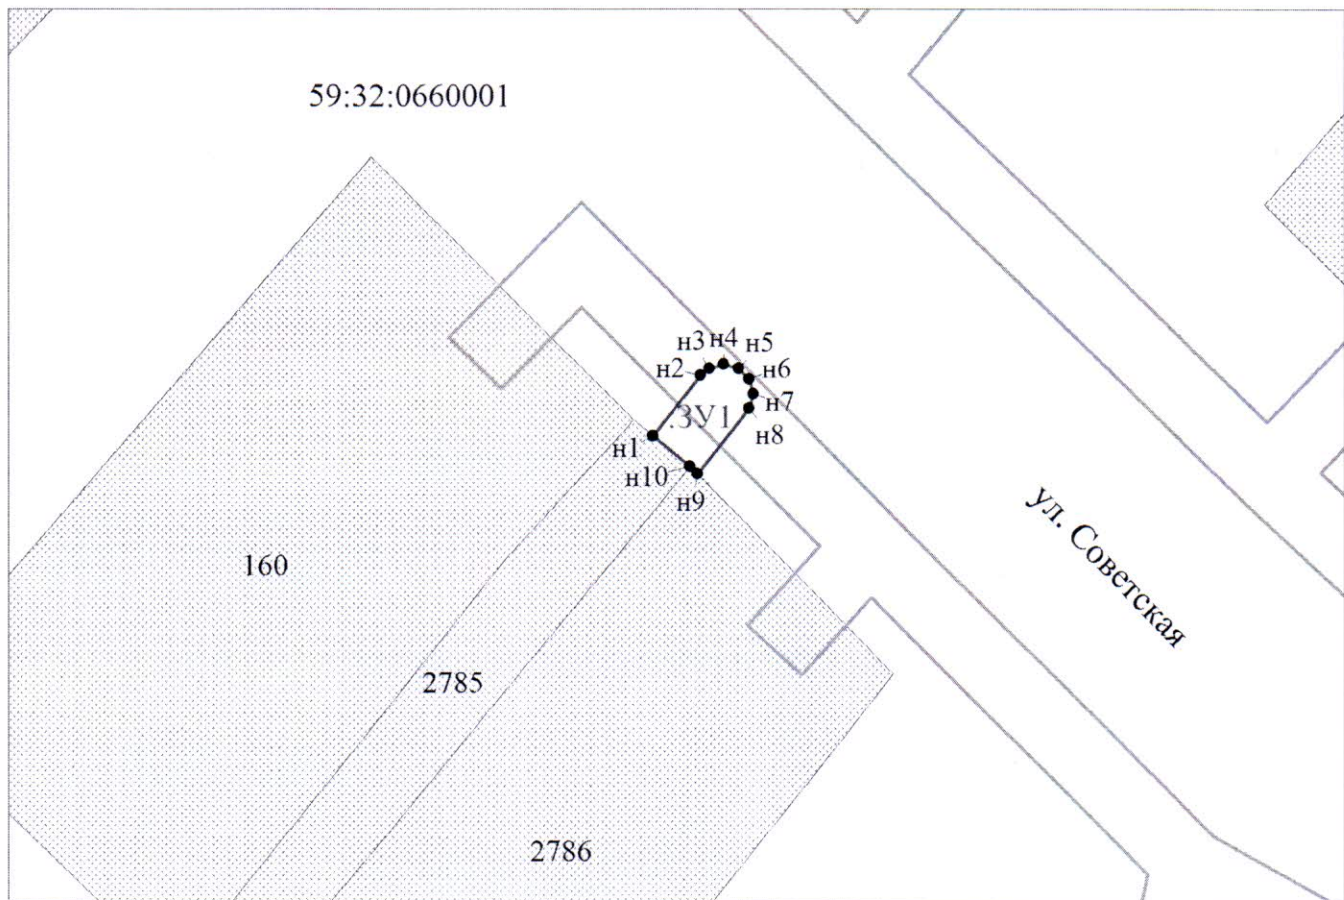 59:32:0660001
н3
н4
н5
н2
н6
н7
.ЗУ1
н8
н1
н10
н9
ул. Советская
160
2785
2786